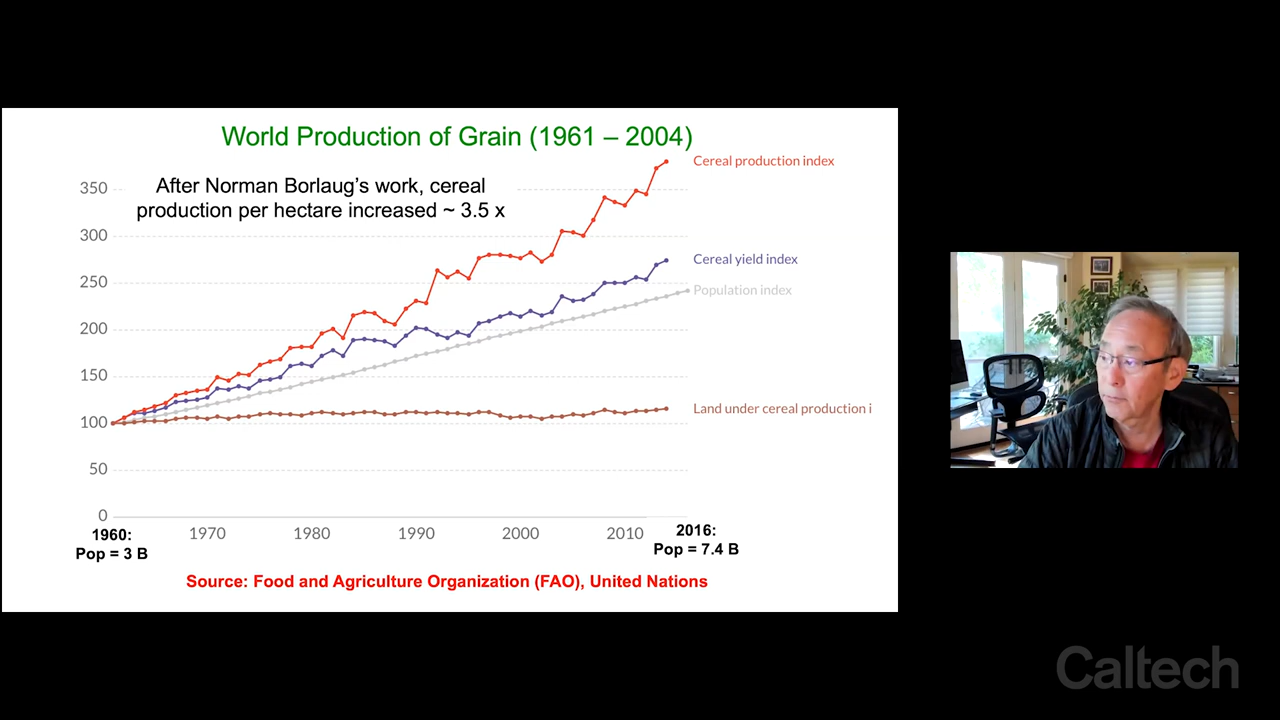 World Production of Grain (1961 – 2004)
After Norman Borlaug's work, cereal
production per hectare increased ~ 3.5 x
Cereal production index
Cereal yield index
Population index
Land under cereal production i
350
300
250
200
150
100
50
0
1960:
Pop = 3 B
1970
1980
1990
2000
2010
2016:
Pop = 7.4 B
Source: Food and Agriculture Organization (FAO), United Nations
Caltech